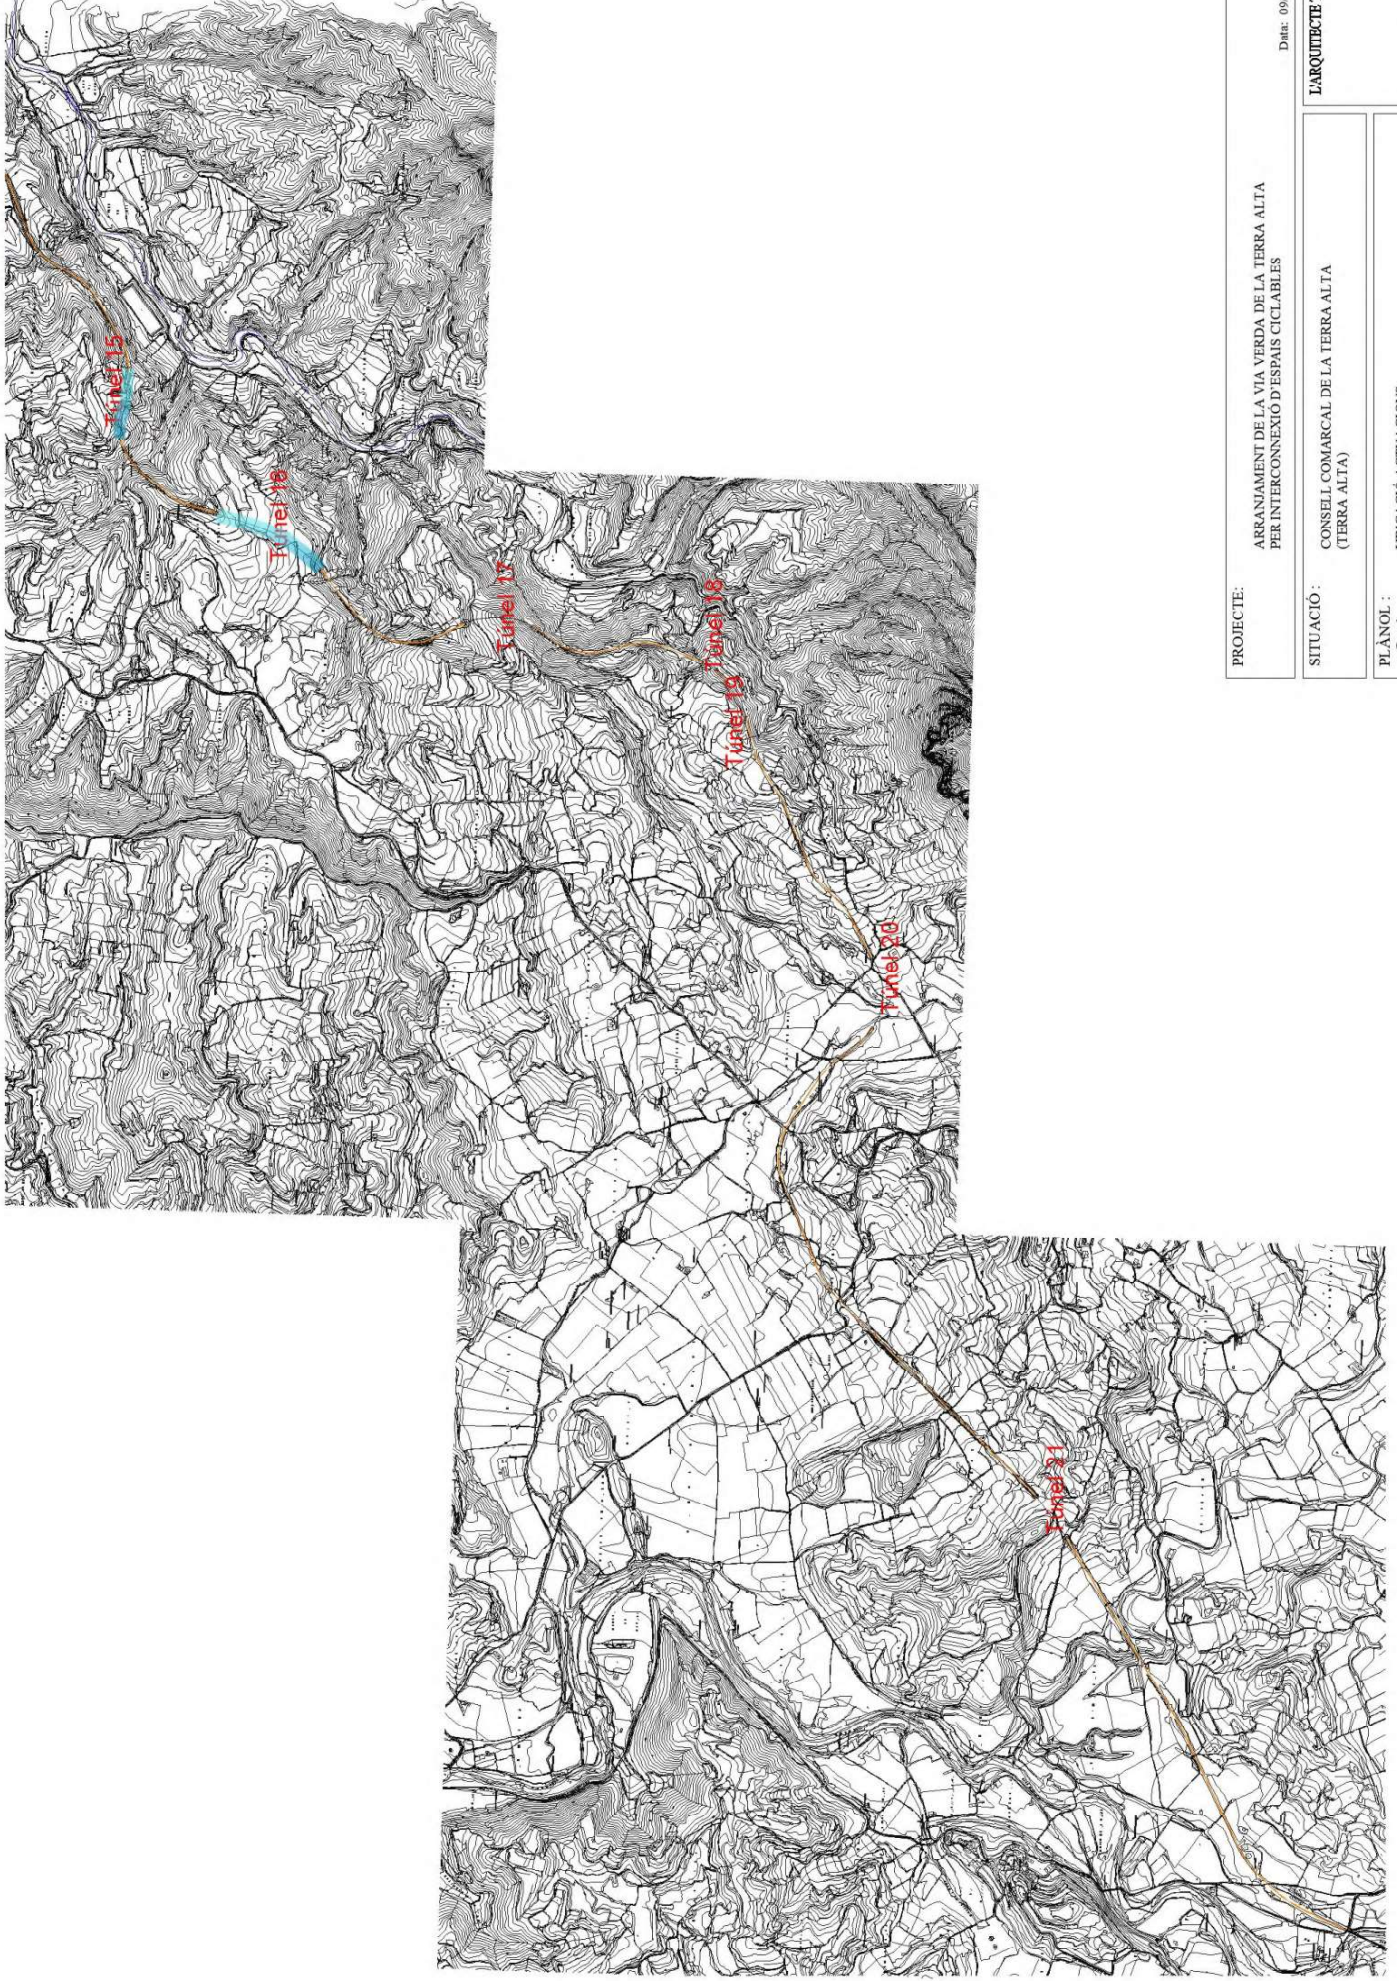 Túnel 15
Túnel 16
Túnel 17
Túnel 18
Túnel 19
Túnel 20
Túnel 21
PROJECTE:
ARRANJAMENT DE LA VIA VERDA DE LA TERRA ALTA
PER INTERCONNEXIÓ D'ESPAIS CICLABLES
Data: 09
SITUACIÓ :
CONSELL COMARCAL DE LA TERRA ALTA
(TERRA ALTA)
L'ARQUITECTE
PLÀNOL :